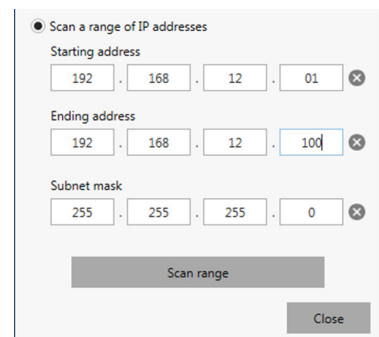 Scan a range of IP addresses
Starting address
192 . 168 . 12 . 01
Ending address
192 . 168 . 12 . 100
Subnet mask
255 . 255 . 255 . 0
Scan range
Close